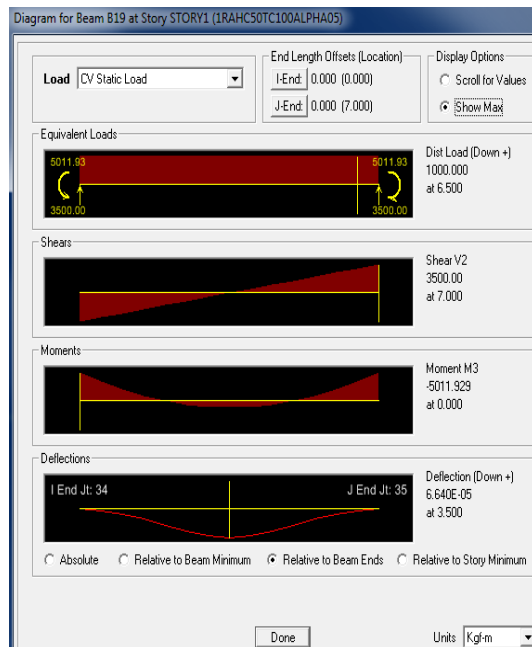 Diagram for Beam B19 at Story STORY1 (1RAHC50TC100ALPHA05)
Load CV Static Load
End Length Offsets (Location)
I-End: 0.000 (0.000)
J-End: 0.000 (7.000)
Display Options
Scroll for Values
Show Max
Equivalent Loads
5011.93 5011.93
3500.00 3500.00
Dist Load (Down +)
1000.000
at 6.500
Shears
Shear V2
3500.00
at 7.000
Moments
Moment M3
-5011.929
at 0.000
Deflections
I End Jt: 34 J End Jt: 35
Deflection (Down +)
6.640E-05
at 3.500
Absolute Relative to Beam Minimum Relative to Beam Ends Relative to Story Minimum
Done Units Kgf-m